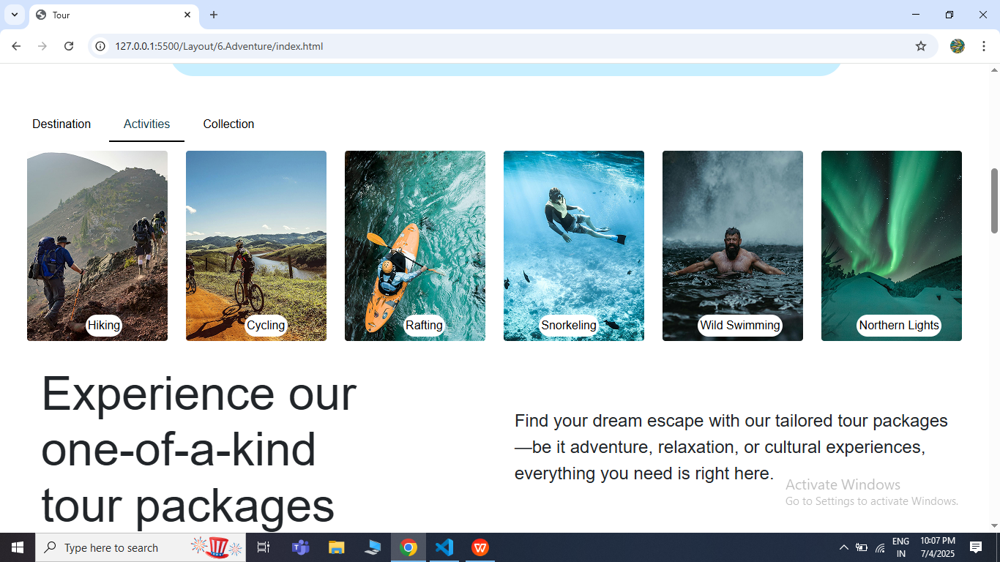 Tour
127.0.0.1:5500/Layout/6.Adventure/index.html
Destination
Activities
Collection
Hiking
Cycling
Rafting
Snorkeling
Wild Swimming
Northern Lights
Experience our
one-of-a-kind
tour packages
Find your dream escape with our tailored tour packages
—be it adventure, relaxation, or cultural experiences,
everything you need is right here.
Activate Windows
Go to Settings to activate Windows.
Type here to search
ENG
IN
10:07 PM
7/4/2025